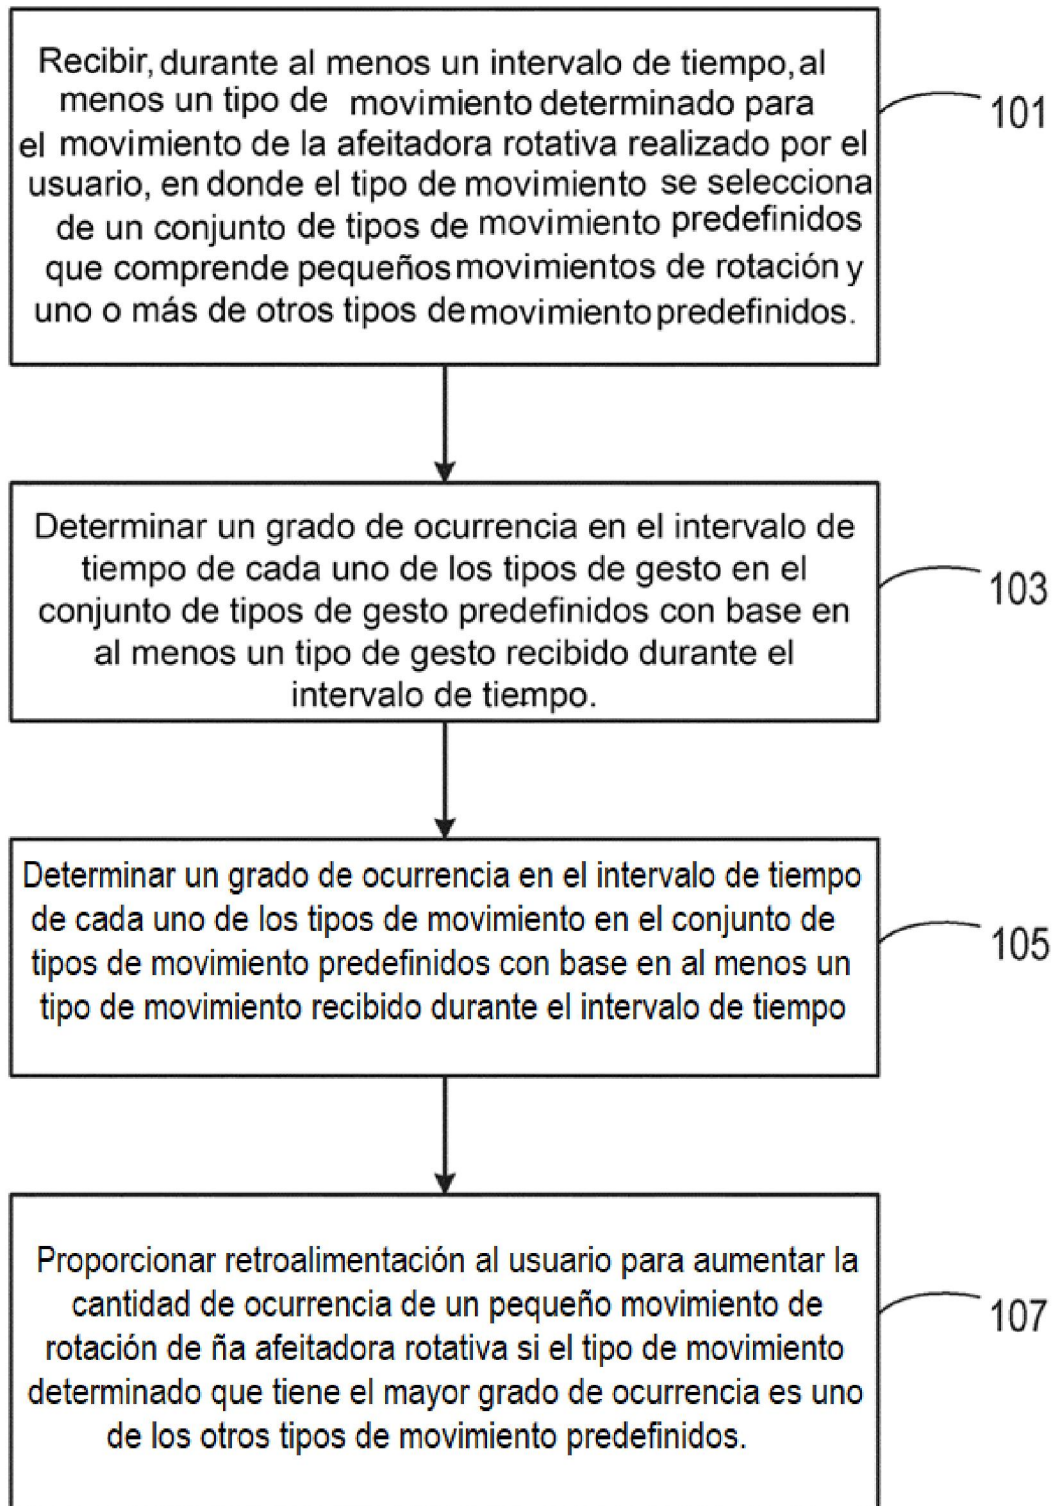 Recibir, durante al menos un intervalo de tiempo, al
menos un tipo de movimiento determinado para
el movimiento de la afeitadora rotativa realizado por el
usuario, en donde el tipo de movimiento se selecciona
de un conjunto de tipos de movimiento predefinidos
que comprende pequeños movimientos de rotación y
uno o más de otros tipos de movimiento predefinidos.
101
Determinar un grado de ocurrencia en el intervalo de
tiempo de cada uno de los tipos de gesto en el
conjunto de tipos de gesto predefinidos con base en
al menos un tipo de gesto recibido durante el
intervalo de tiempo.
103
Determinar un grado de ocurrencia en el intervalo de tiempo
de cada uno de los tipos de movimiento en el conjunto de
tipos de movimiento predefinidos con base en al menos un
tipo de movimiento recibido durante el intervalo de tiempo
105
Proporcionar retroalimentación al usuario para aumentar la
cantidad de ocurrencia de un pequeño movimiento de
rotación de ña afeitadora rotativa si el tipo de movimiento
determinado que tiene el mayor grado de ocurrencia es uno
de los otros tipos de movimiento predefinidos.
107